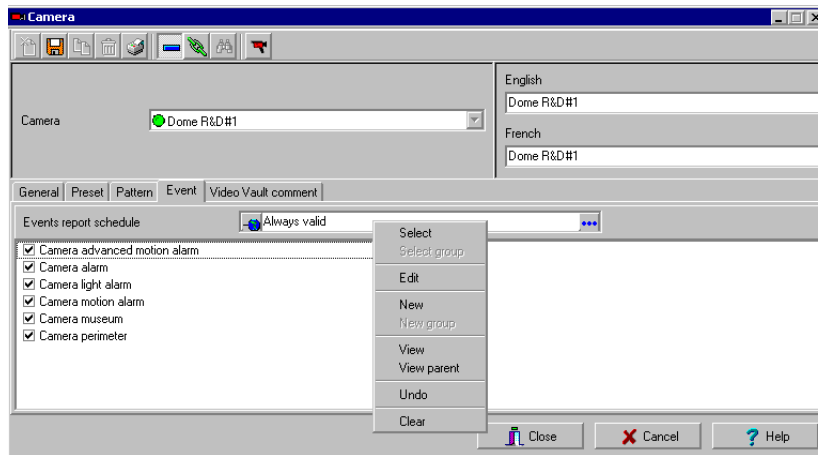 Camera
English
Dome R&D#1
Camera
Dome R&D#1
French
Dome R&D#1
General
Preset
Pattern
Event
Video Vault comment
Events report schedule
Always valid
Camera advanced motion alarm
Camera alarm
Camera light alarm
Camera motion alarm
Camera museum
Camera perimeter
Select
Select group
Edit
New
New group
View
View parent
Undo
Clear
Close
Cancel
Help